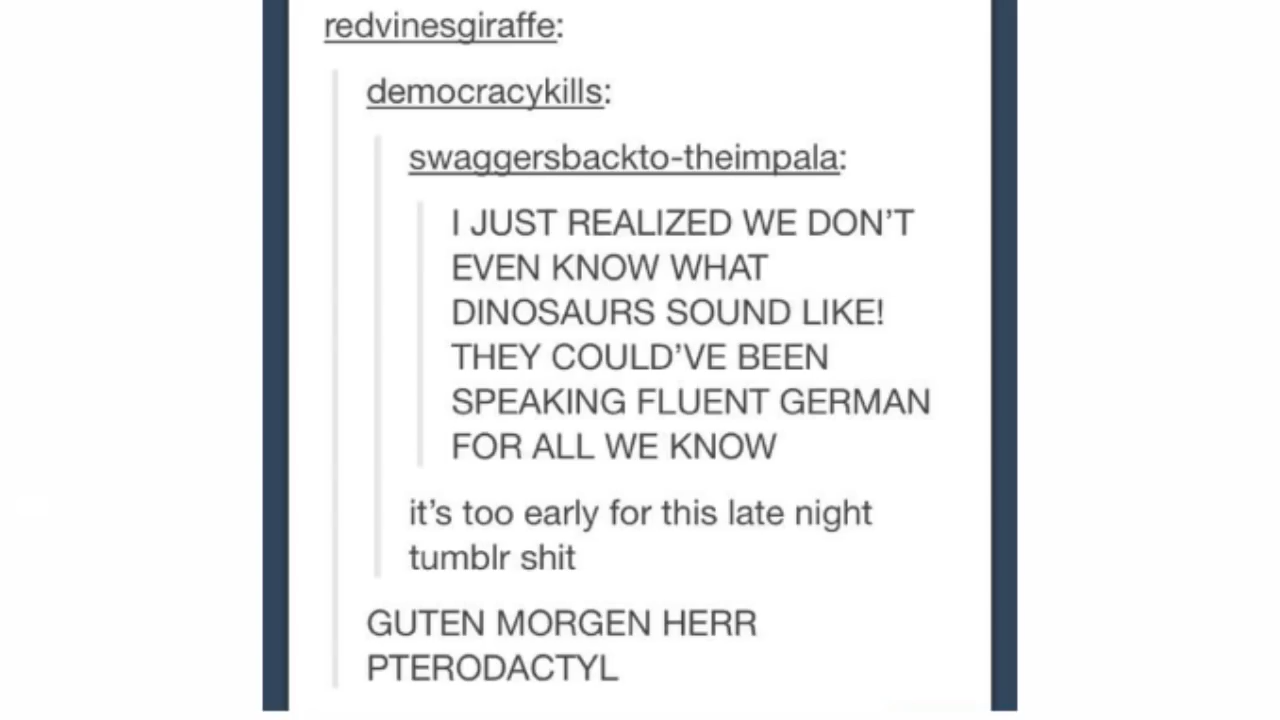 redvinesgiraffe:
democracykills:
swaggersbackto-theimpala:
I JUST REALIZED WE DON’T
EVEN KNOW WHAT
DINOSAURS SOUND LIKE!
THEY COULD’VE BEEN
SPEAKING FLUENT GERMAN
FOR ALL WE KNOW
it’s too early for this late night
tumblr shit
GUTEN MORGEN HERR
PTERODACTYL